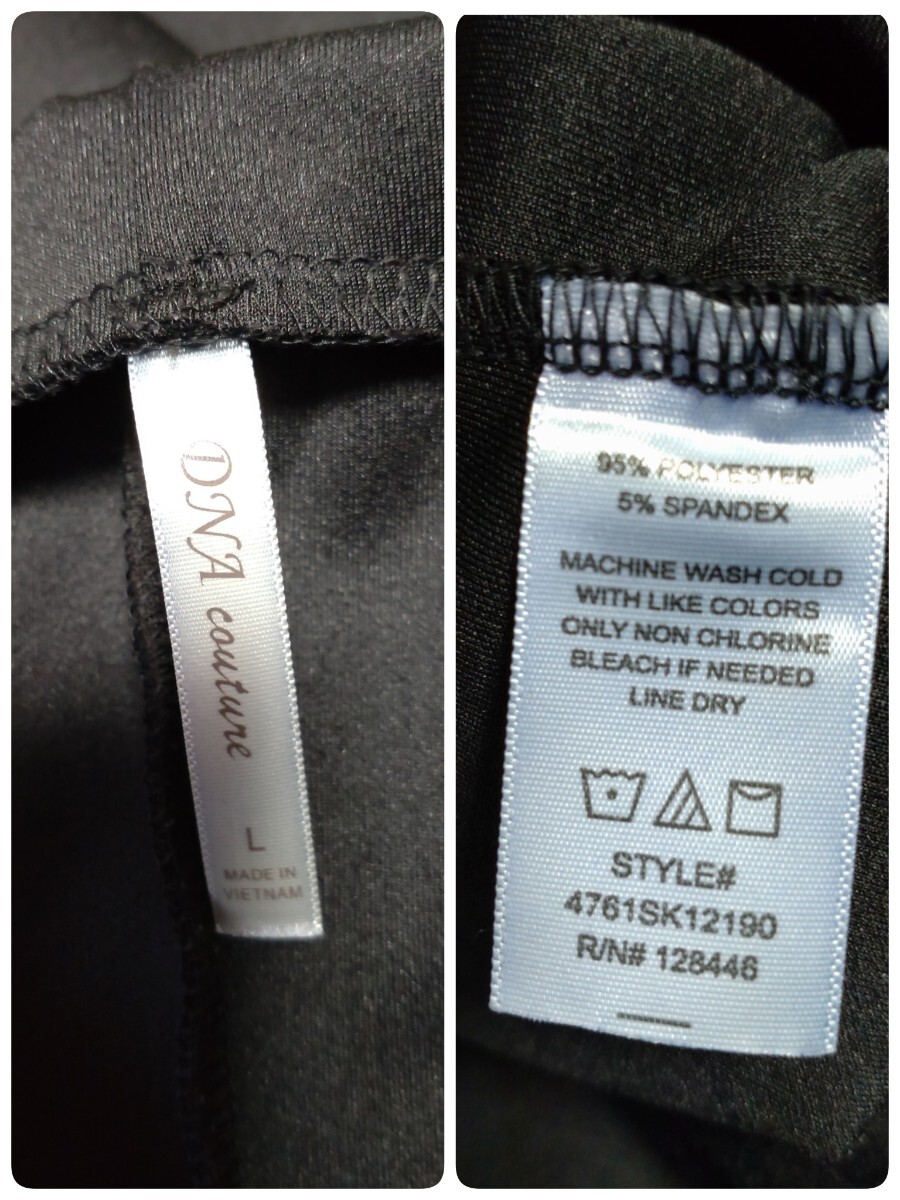 DNA couture
L
MADE IN
VIETNAM
95% POLYESTER
5% SPANDEX
MACHINE WASH COLD
WITH LIKE COLORS
ONLY NON CHLORINE
BLEACH IF NEEDED
LINE DRY
STYLE#
4761SK12190
R/N# 128446